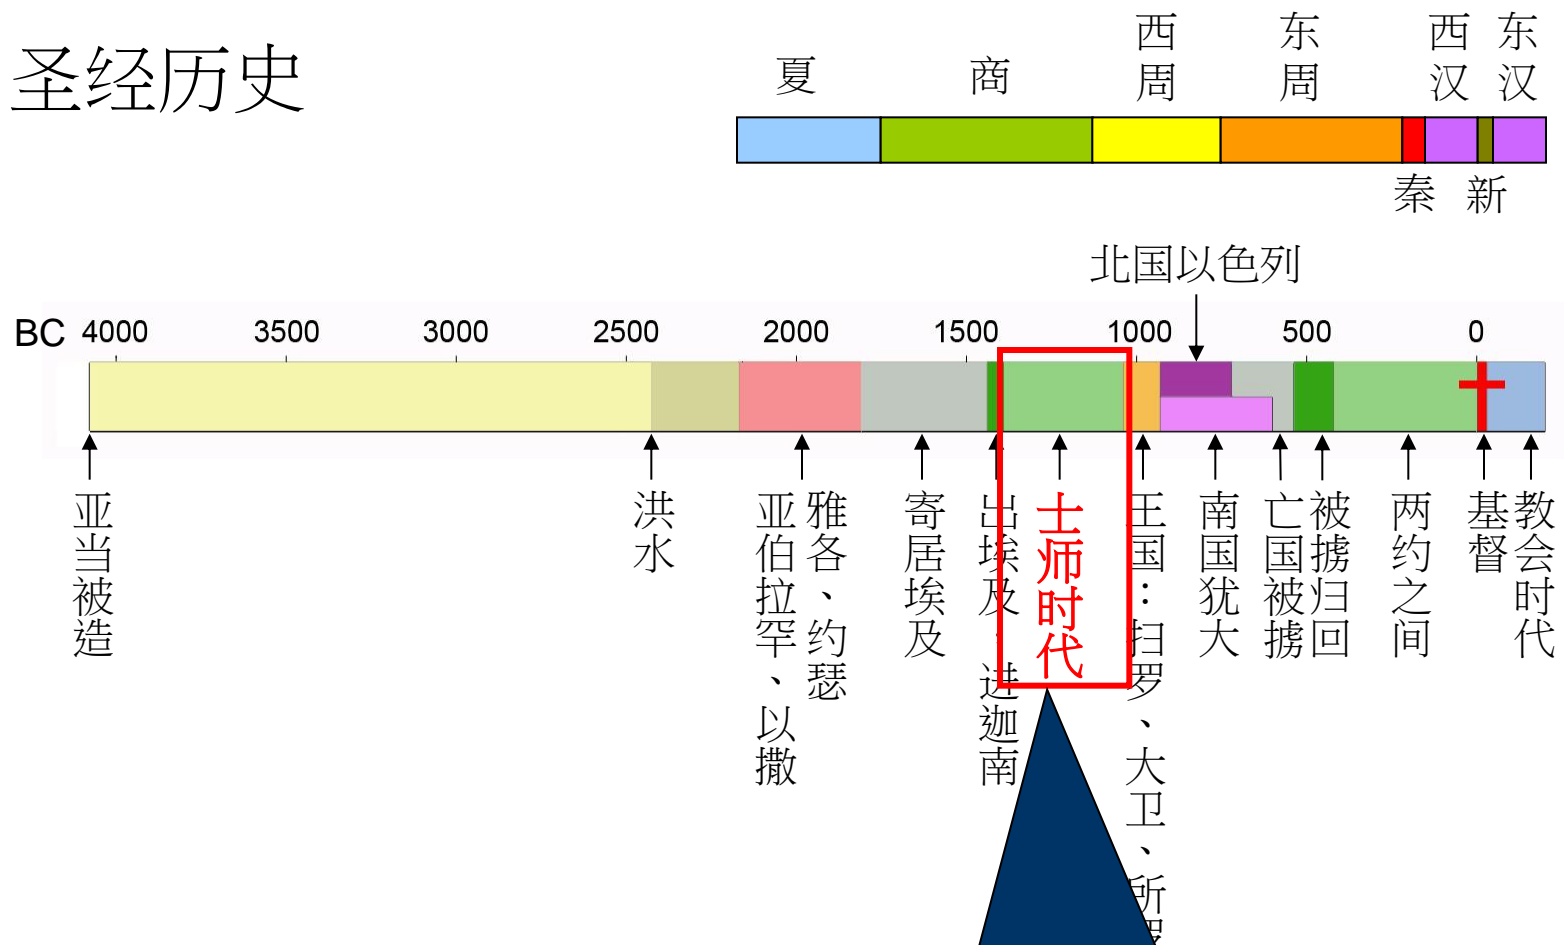 圣经历史
夏
商
西周
东周
西汉
东汉
秦
新
北国以色列
BC 4000 3500 3000 2500 2000 1500 1000 500 0
亚当被造
洪水
亚伯拉罕、以撒
雅各、约瑟
寄居埃及
出埃及、进迦南
士师时代
王国：扫罗、大卫、所
南国犹大
亡国被掳
被掳归回
两约之间
基督
教会时代